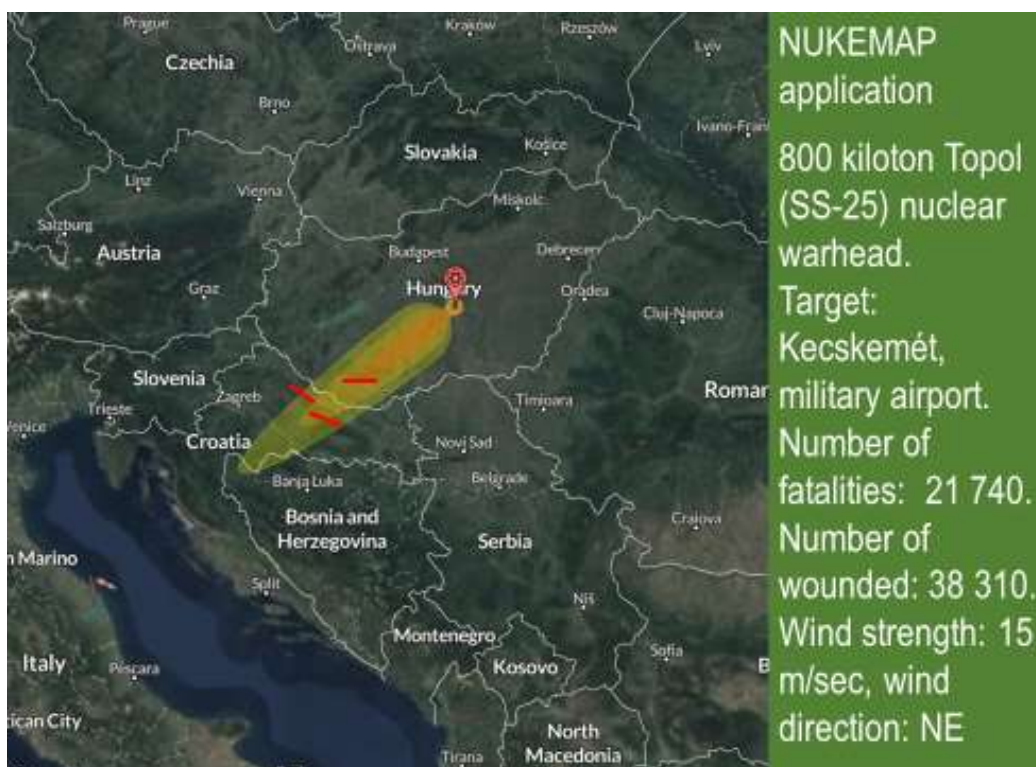 Prague
Kraków
Rzeszów
Ostrava
Lviv
Czechia
Brno
Ivano-Fran
Slovakia
Košice
Linz
Vienna
Miskolc
Salzburg
Austria
Budapest
Debrecen
Graz
Hungary
Oradea
Cluj-Napoca
Slovenia
Zagreb
Timișoara
Roman
Trieste
Venice
Croatia
Novi Sad
Banja Luka
Belgrade
Bosnia and
Herzegovina
Serbia
Craiova
n Marino
Split
Niš
Montenegro
Sofia
Italy
Pescara
Kosovo
B
tican City
North
Macedonia
Tirana
NUKEMAP
application
800 kiloton Topol
(SS-25) nuclear
warhead.
Target:
Kecskemét,
military airport.
Number of
fatalities: 21 740.
Number of
wounded: 38 310.
Wind strength: 15
m/sec, wind
direction: NE